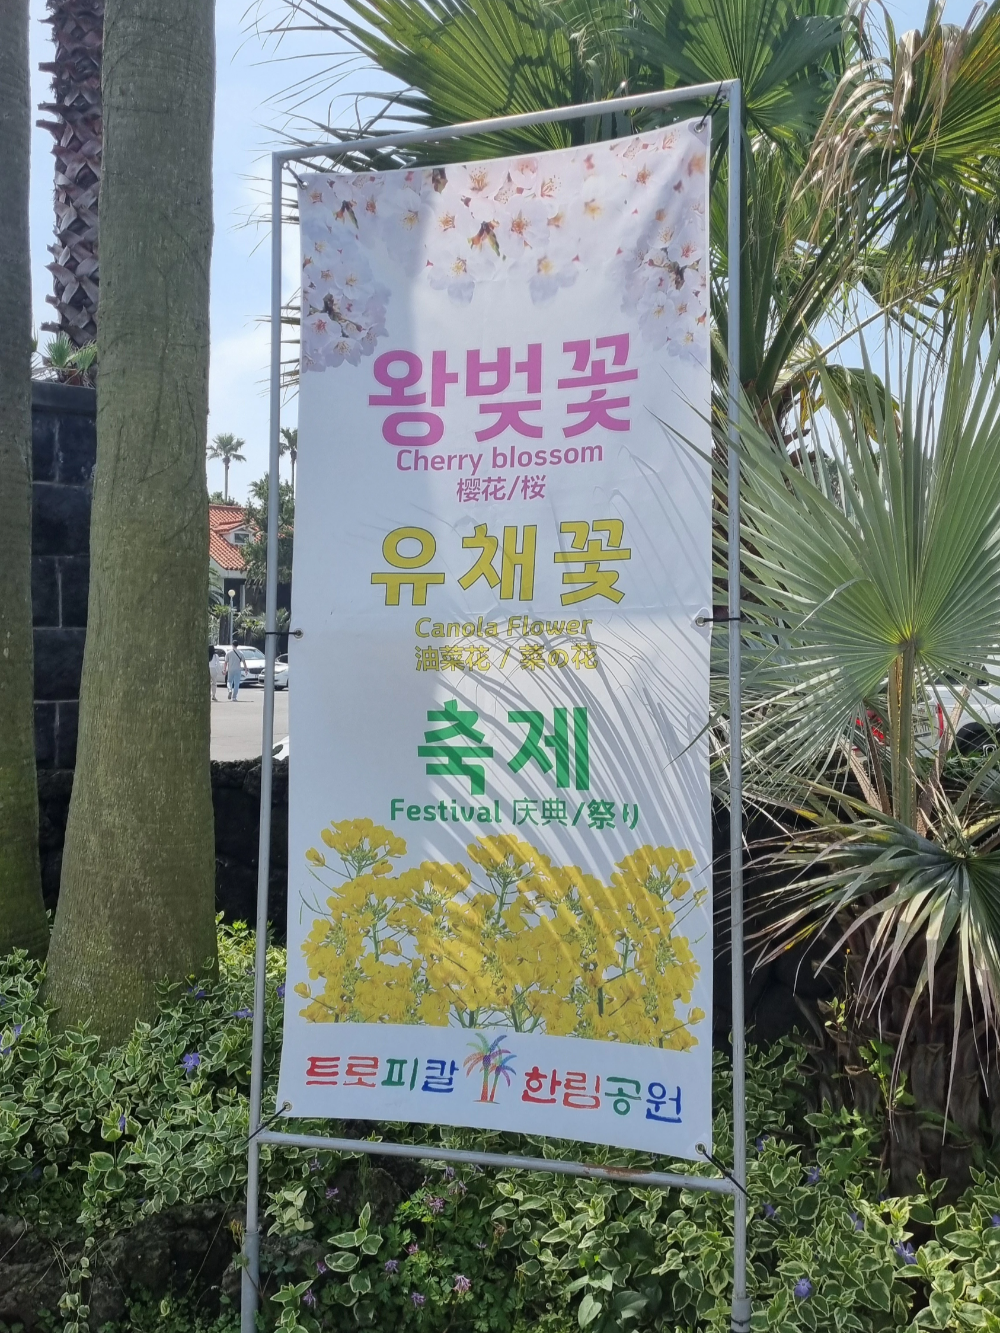 왕벚꽃
Cherry blossom
樱花/桜
유채꽃
Canola Flower
油菜花 / 菜の花
축제
Festival 庆典/祭り
트로피칼 한림공원